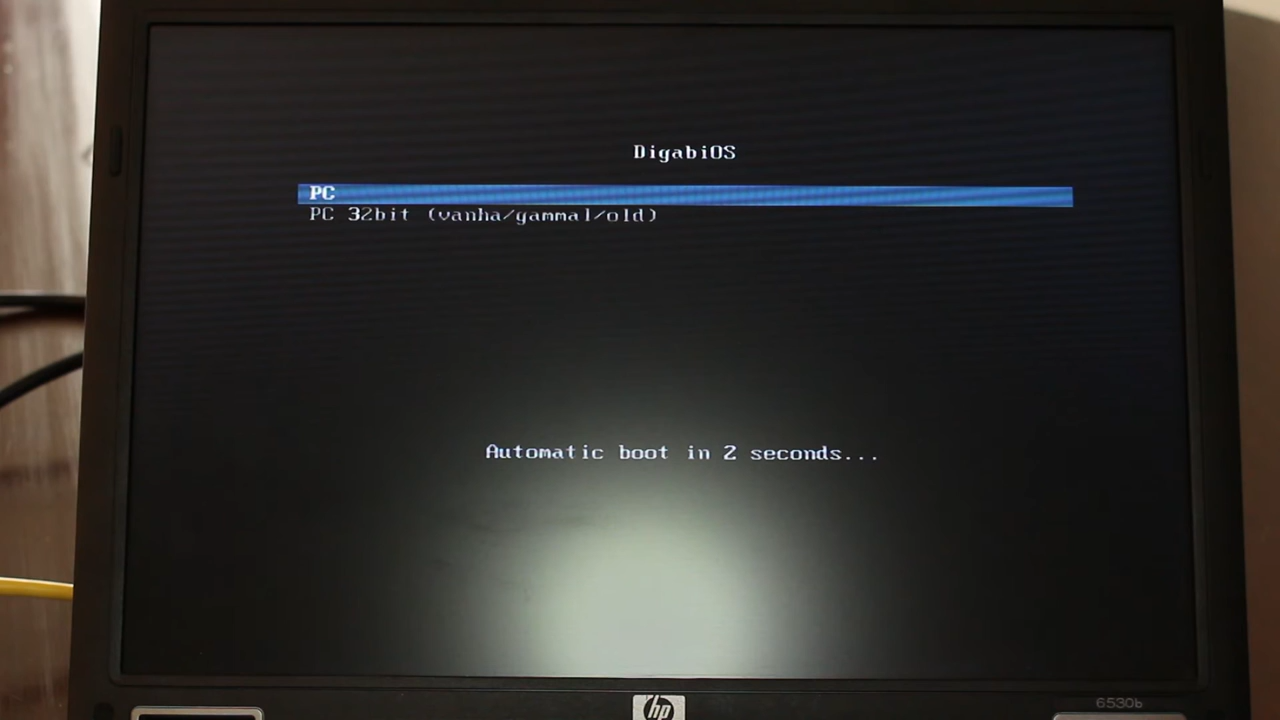 DigabiOS
PC
PC 32bit (vanha/gammal/old)
Automatic boot in 2 seconds...
hp
6530b